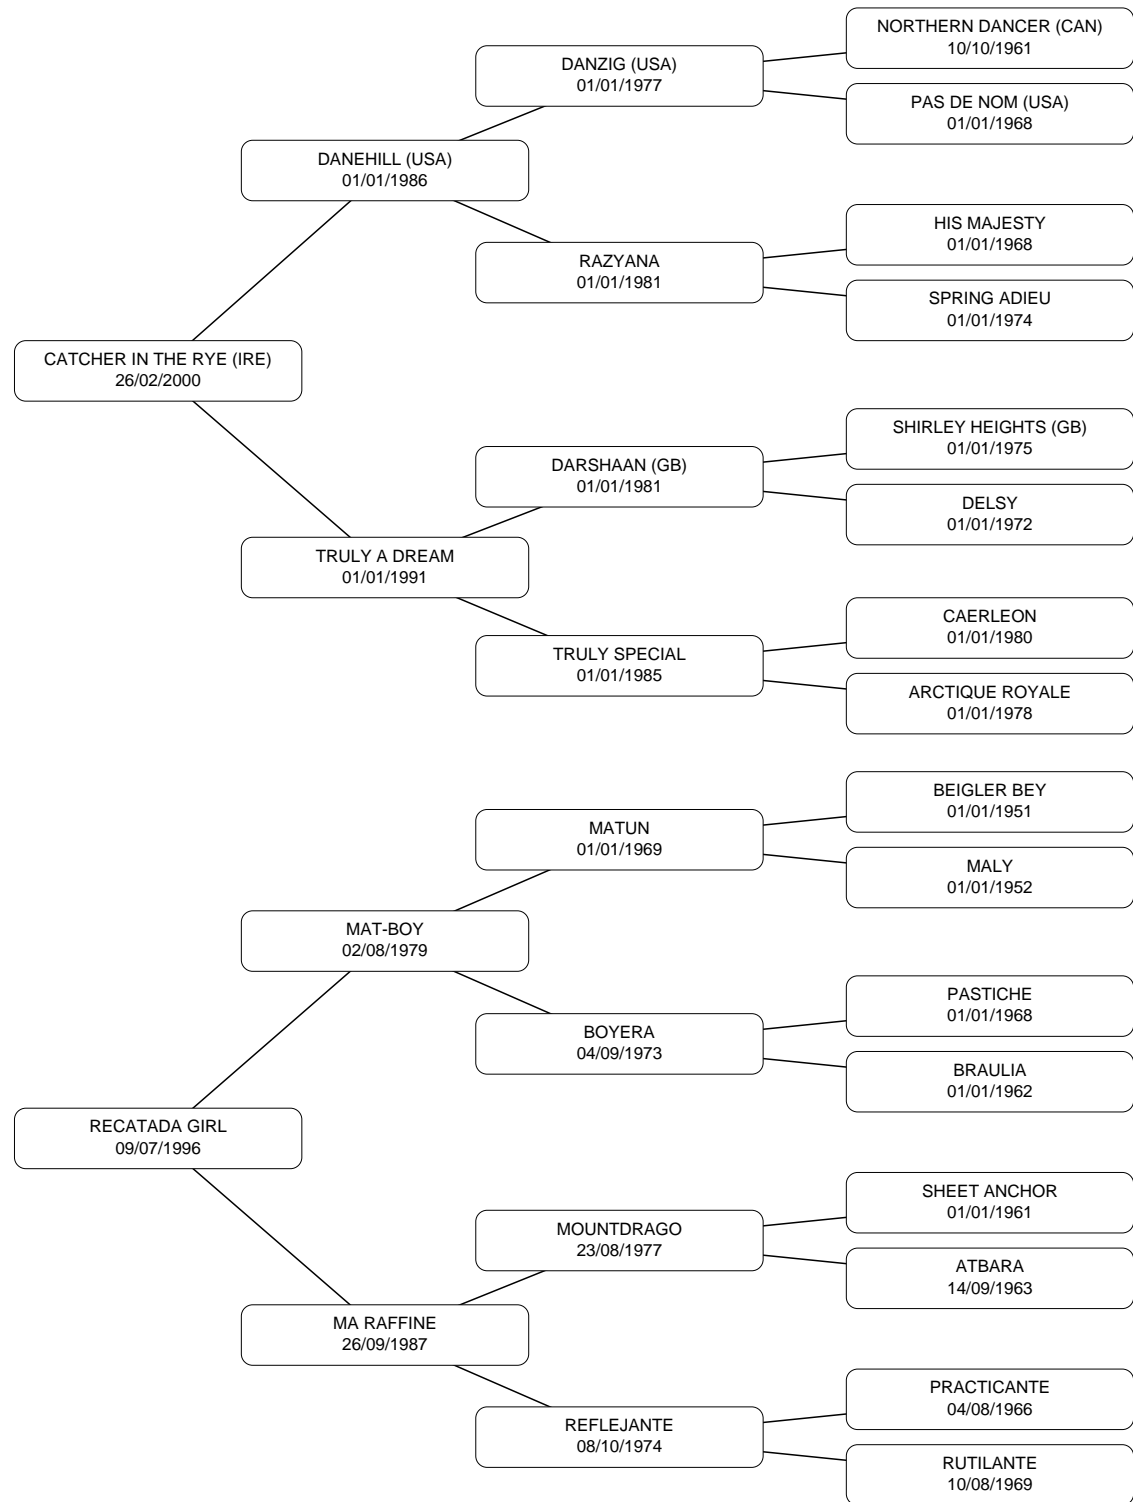 NORTHERN DANCER (CAN)
10/10/1961
DANZIG (USA)
01/01/1977
PAS DE NOM (USA)
01/01/1968
DANEHILL (USA)
01/01/1986
HIS MAJESTY
01/01/1968
RAZYANA
01/01/1981
SPRING ADIEU
01/01/1974
CATCHER IN THE RYE (IRE)
26/02/2000
SHIRLEY HEIGHTS (GB)
01/01/1975
DARSHAAN (GB)
01/01/1981
DELSY
01/01/1972
TRULY A DREAM
01/01/1991
CAERLEON
01/01/1980
TRULY SPECIAL
01/01/1985
ARCTIQUE ROYALE
01/01/1978
BEIGLER BEY
01/01/1951
MATUN
01/01/1969
MALY
01/01/1952
MAT-BOY
02/08/1979
PASTICHE
01/01/1968
BOYERA
04/09/1973
BRAULIA
01/01/1962
RECATADA GIRL
09/07/1996
SHEET ANCHOR
01/01/1961
MOUNTDRAGO
23/08/1977
ATBARA
14/09/1963
MA RAFFINE
26/09/1987
PRACTICANTE
04/08/1966
REFLEJANTE
08/10/1974
RUTILANTE
10/08/1969